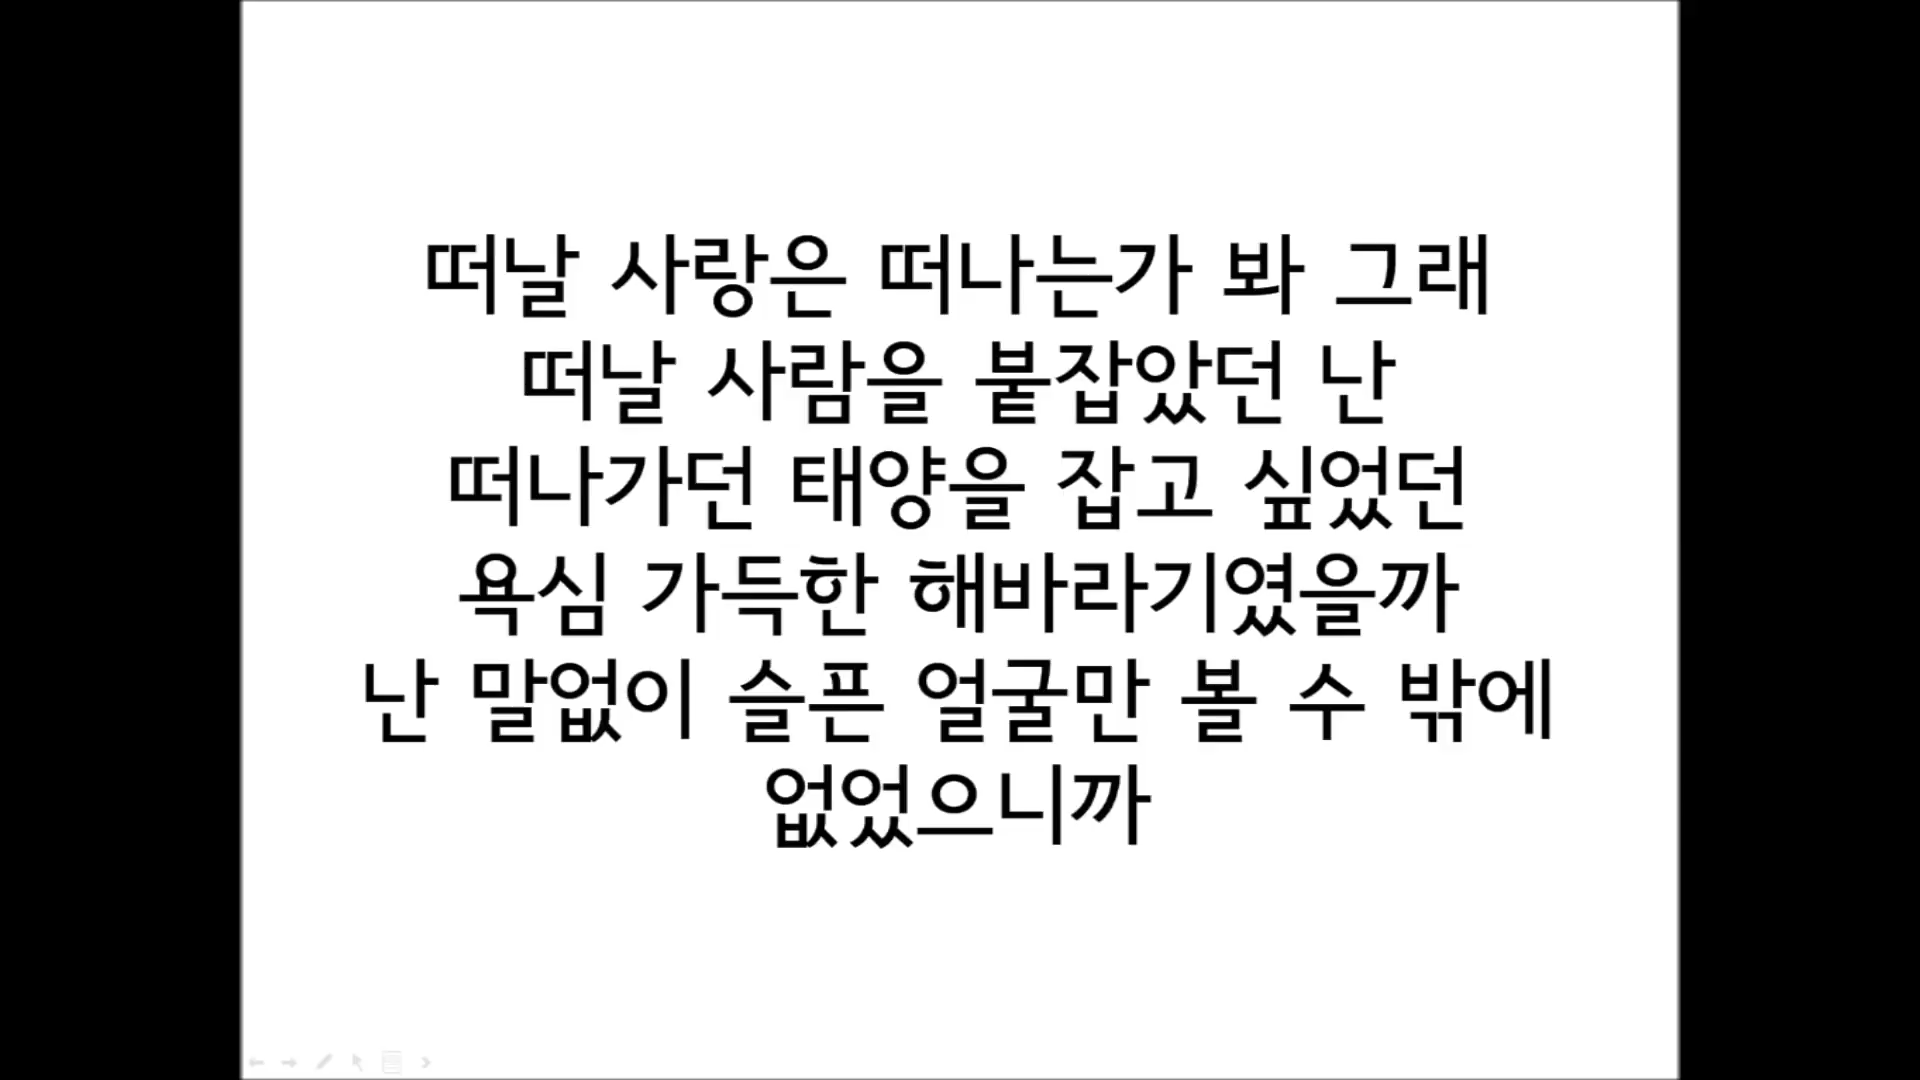 떠날 사랑은 떠나는가 봐 그래
떠날 사람을 붙잡았던 난
떠나가던 태양을 잡고 싶었던
욕심 가득한 해바라기였을까
난 말없이 슬픈 얼굴만 볼 수 밖에
없었으니까